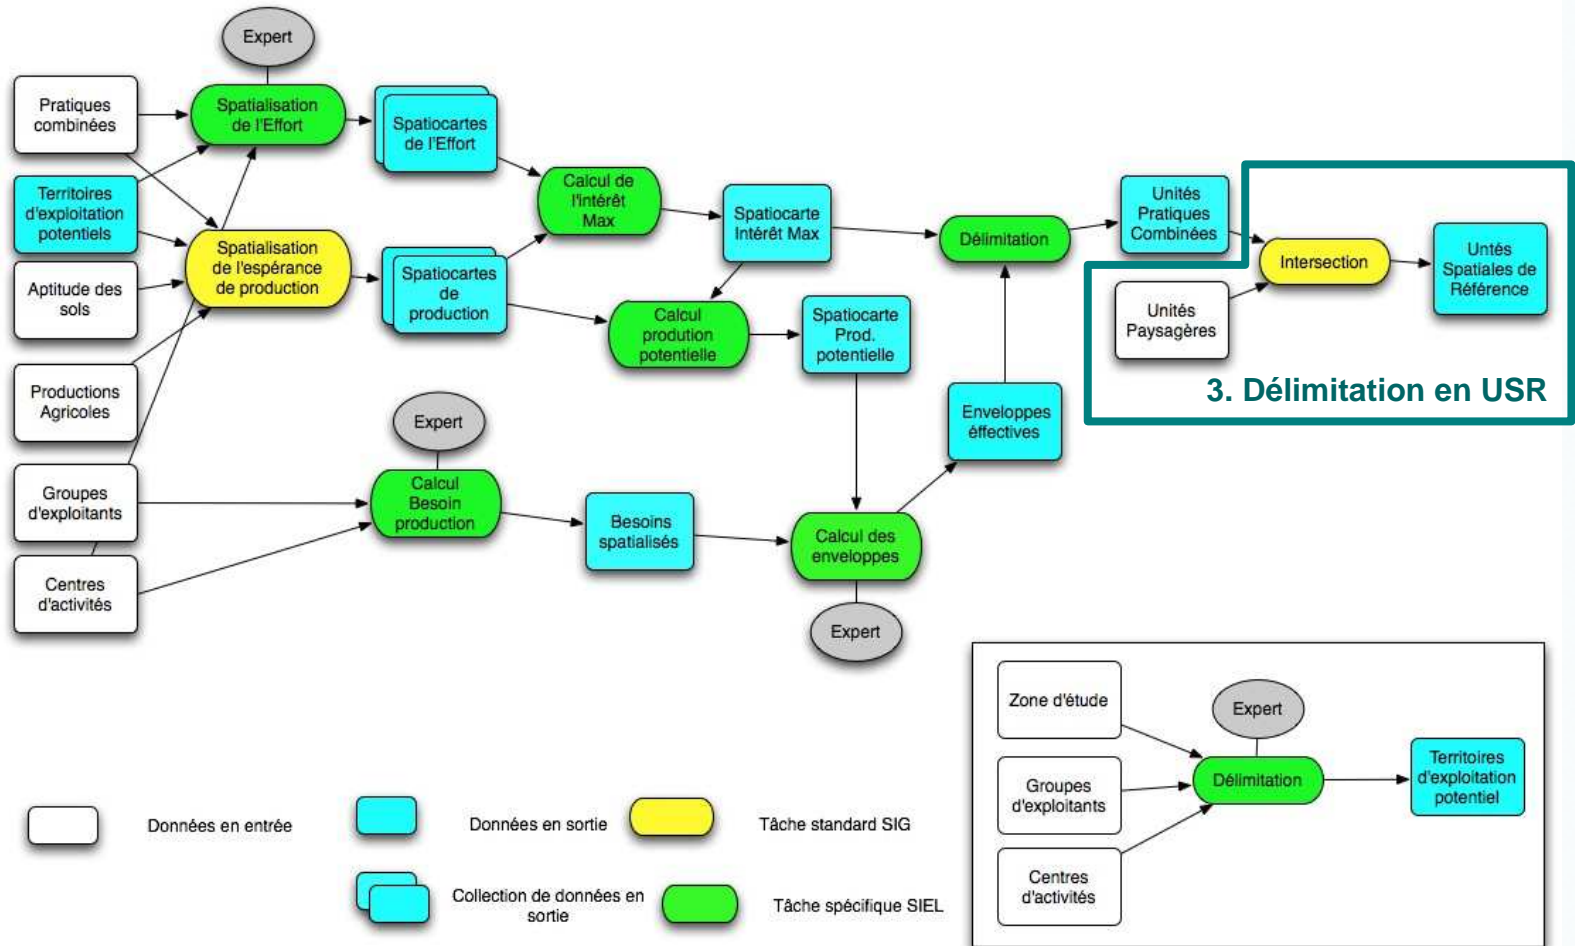 Expert
Pratiques
combinées
Spatialisation
de l'Effort
Spatiocartes
de l'Effort
Territoires
d'exploitation
potentiels
Spatialisation
de l'espérance
de production
Calcul de
l'intérêt
Max
Spatiocarte
Intérêt Max
Délimitation
Unités
Pratiques
Combinées
Intersection
Untés
Spatiales de
Référence
Aptitude des
sols
Spatiocartes
de
production
Calcul
prodution
potentielle
Spatiocarte
Prod.
potentielle
Unités
Paysagères
3. Délimitation en USR
Productions
Agricoles
Expert
Enveloppes
éffectives
Groupes
d'exploitants
Calcul
Besoin
production
Besoins
spatialisés
Calcul des
enveloppes
Centres
d'activités
Expert
Zone d'étude
Expert
Groupes
d'exploitants
Délimitation
Territoires
d'exploitation
potentiel
Centres
d'activités
Données en entrée
Données en sortie
Tâche standard SIG
Collection de données en
sortie
Tâche spécifique SIEL